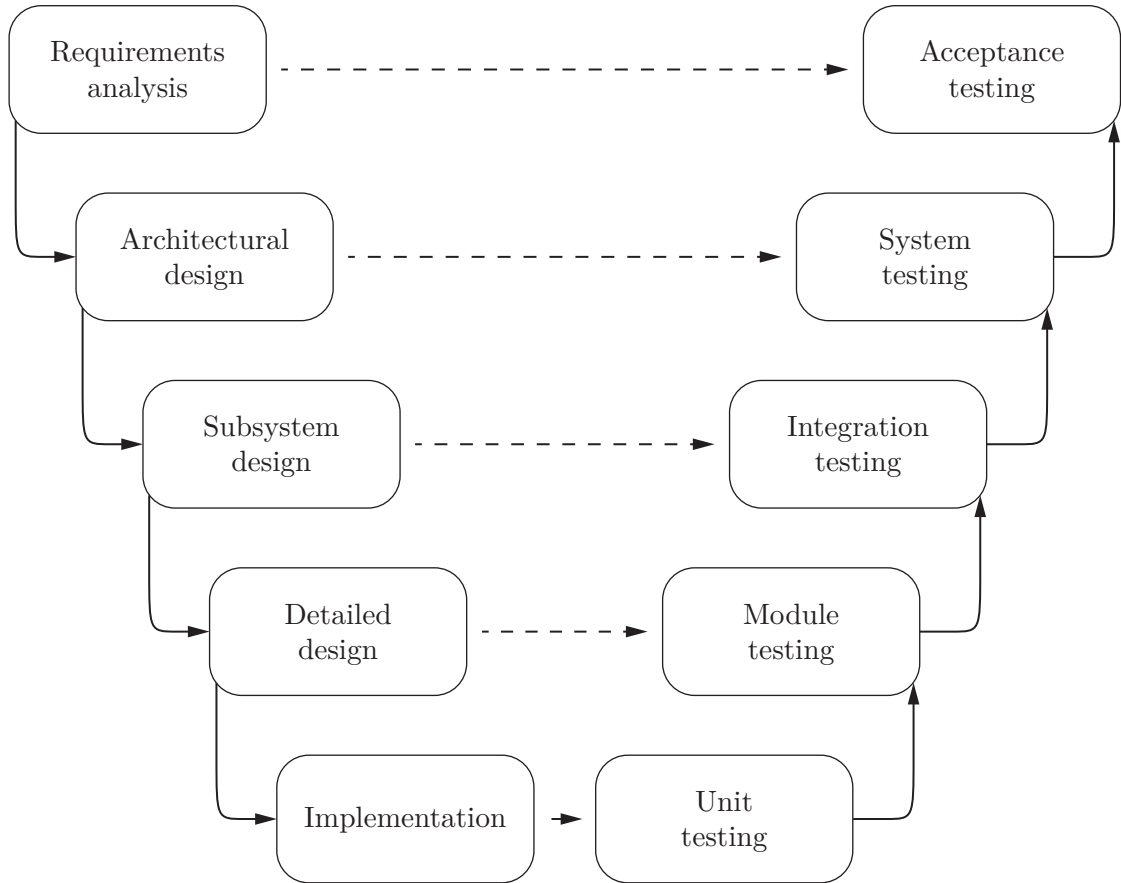 Requirements
analysis
Acceptance
testing
Architectural
design
System
testing
Subsystem
design
Integration
testing
Detailed
design
Module
testing
Implementation
Unit
testing